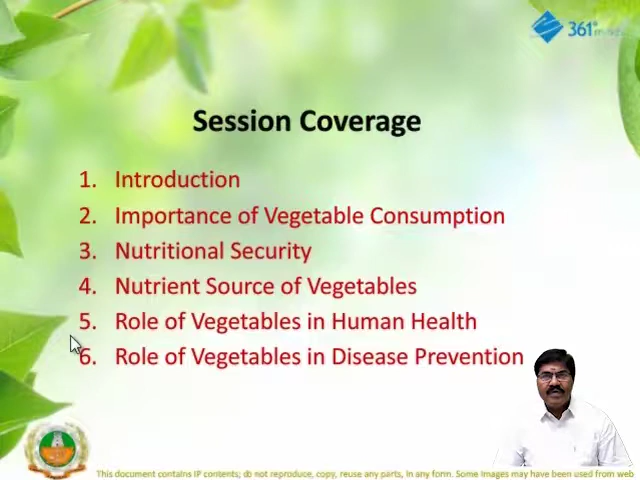 361°
Session Coverage
1. Introduction
2. Importance of Vegetable Consumption
3. Nutritional Security
4. Nutrient Source of Vegetables
5. Role of Vegetables in Human Health
6. Role of Vegetables in Disease Prevention
This document contains IP contents; do not reproduce, copy, reuse any parts, in any form. Some images may have been used from web